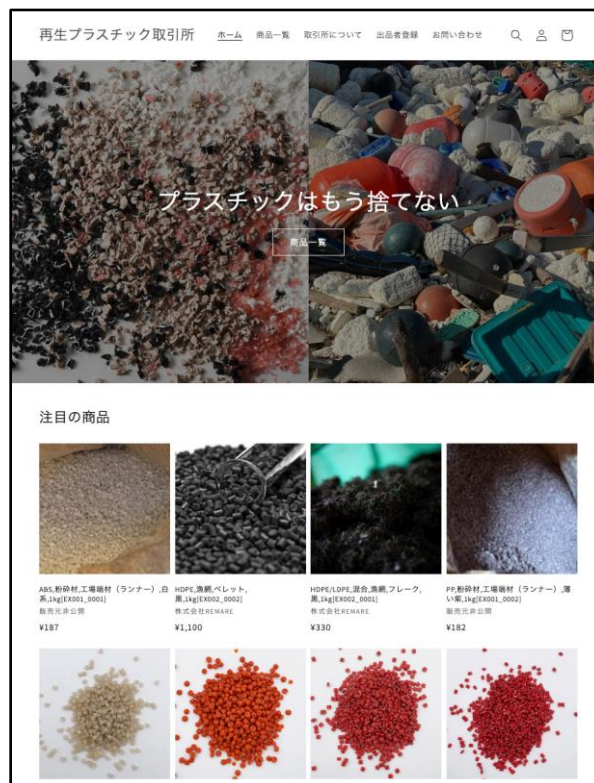 再生プラスチック取引所
ホーム 商品一覧 取引所について 出品者登録 お問い合わせ
プラスチックはもう捨てない
商品一覧
注目の商品
ABS,粉砕材,工場端材（ランナー）,白
系,1kg[EX001_0001]
販売元非公開
¥187
HDPE,漁網,ペレット,
黒,1kg[EX002_0002]
株式会社REMARE
¥1,100
HDPE/LDPE,混合,漁網,フレーク,
黒,1kg[EX002_0001]
株式会社REMARE
¥330
PP,粉砕材,工場端材（ランナー）,薄
い紫,1kg[EX001_0002]
販売元非公開
¥182